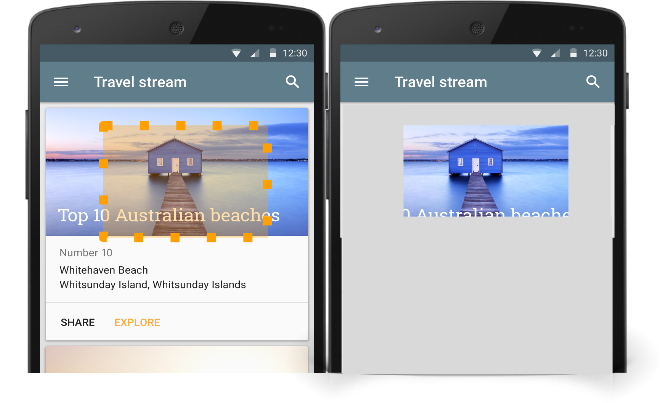 12:30
Travel stream
Top 10 Australian beaches
Number 10
Whitehaven Beach
Whitsunday Island, Whitsunday Islands
SHARE
EXPLORE
12:30
Travel stream
0 Australian beache